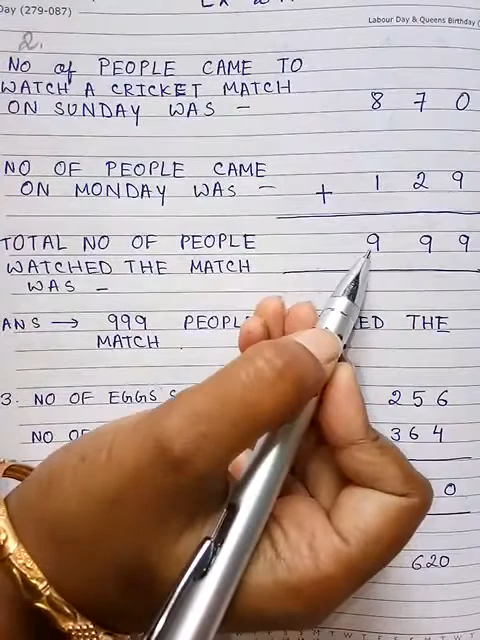 Day (279-087)
Labour Day & Queens Birthday
2.
NO of PEOPLE CAME TO
WATCH A CRICKET MATCH
ON SUNDAY WAS - 8 7 0
NO OF PEOPLE CAME
ON MONDAY WAS - + 1 2 9
TOTAL NO OF PEOPLE 9 9 9
WATCHED THE MATCH
WAS -
ANS → 999 THE
MATCH .
3. NO OF EGGS 2 5 6
NO 3 6 4
0
620